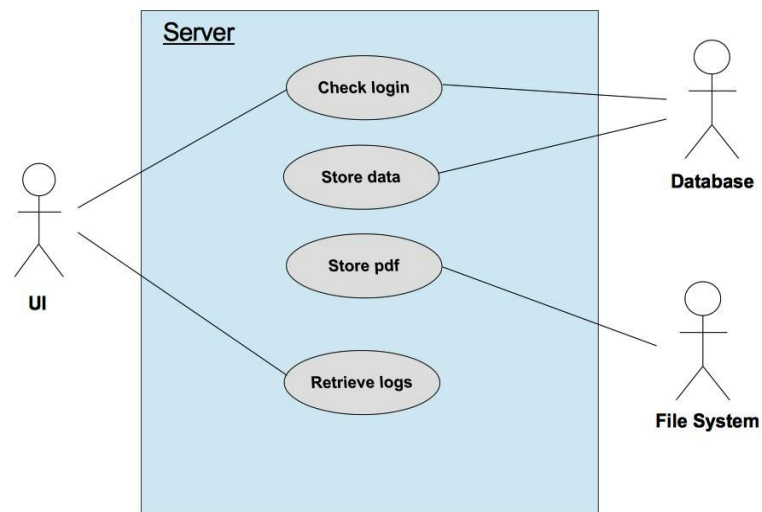 Server
Check login
Store data
Database
Store pdf
UI
Retrieve logs
File System